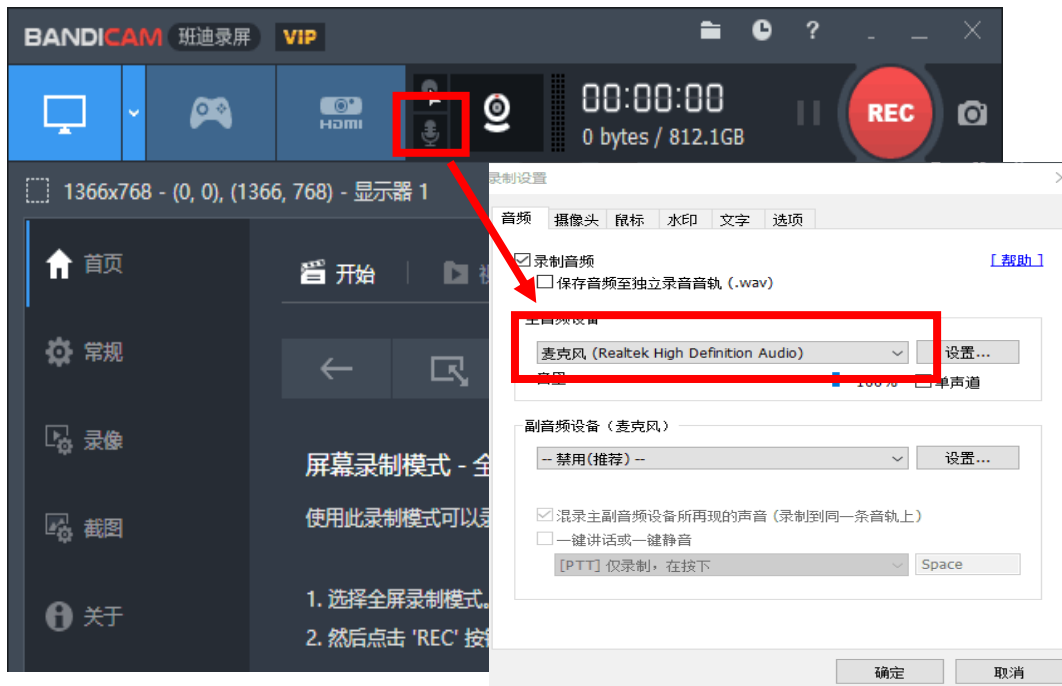 BANDICAM 班迪录屏 VIP
?
HDMI
00:00:00
0 bytes / 812.1GB
REC
1366x768 - (0, 0), (1366, 768) - 显示器 1
首页
常规
录像
截图
关于
开始
屏幕录制模式 - 全
使用此录制模式可以
1. 选择全屏录制模式。
2. 然后点击 'REC' 按
录制设置
音频 摄像头 鼠标 水印 文字 选项
录制音频
[ 帮助 ]
保存音频至独立录音音轨 (.wav)
主音频设备
麦克风 (Realtek High Definition Audio)
设置...
音量
100%
单声道
副音频设备（麦克风）
-- 禁用(推荐) --
设置...
混录主副音频设备所再现的声音 (录制到同一条音轨上)
一键讲话或一键静音
[PTT] 仅录制，在按下
Space
确定
取消